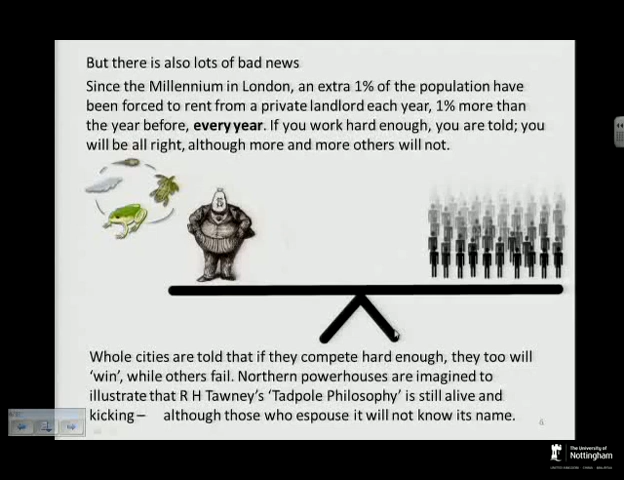 But there is also lots of bad news
Since the Millennium in London, an extra 1% of the population have
been forced to rent from a private landlord each year, 1% more than
the year before, every year. If you work hard enough, you are told; you
will be all right, although more and more others will not.
Whole cities are told that if they compete hard enough, they too will
‘win’, while others fail. Northern powerhouses are imagined to
illustrate that R H Tawney’s ‘Tadpole Philosophy’ is still alive and
kicking – although those who espouse it will not know its name.
The University of
Nottingham